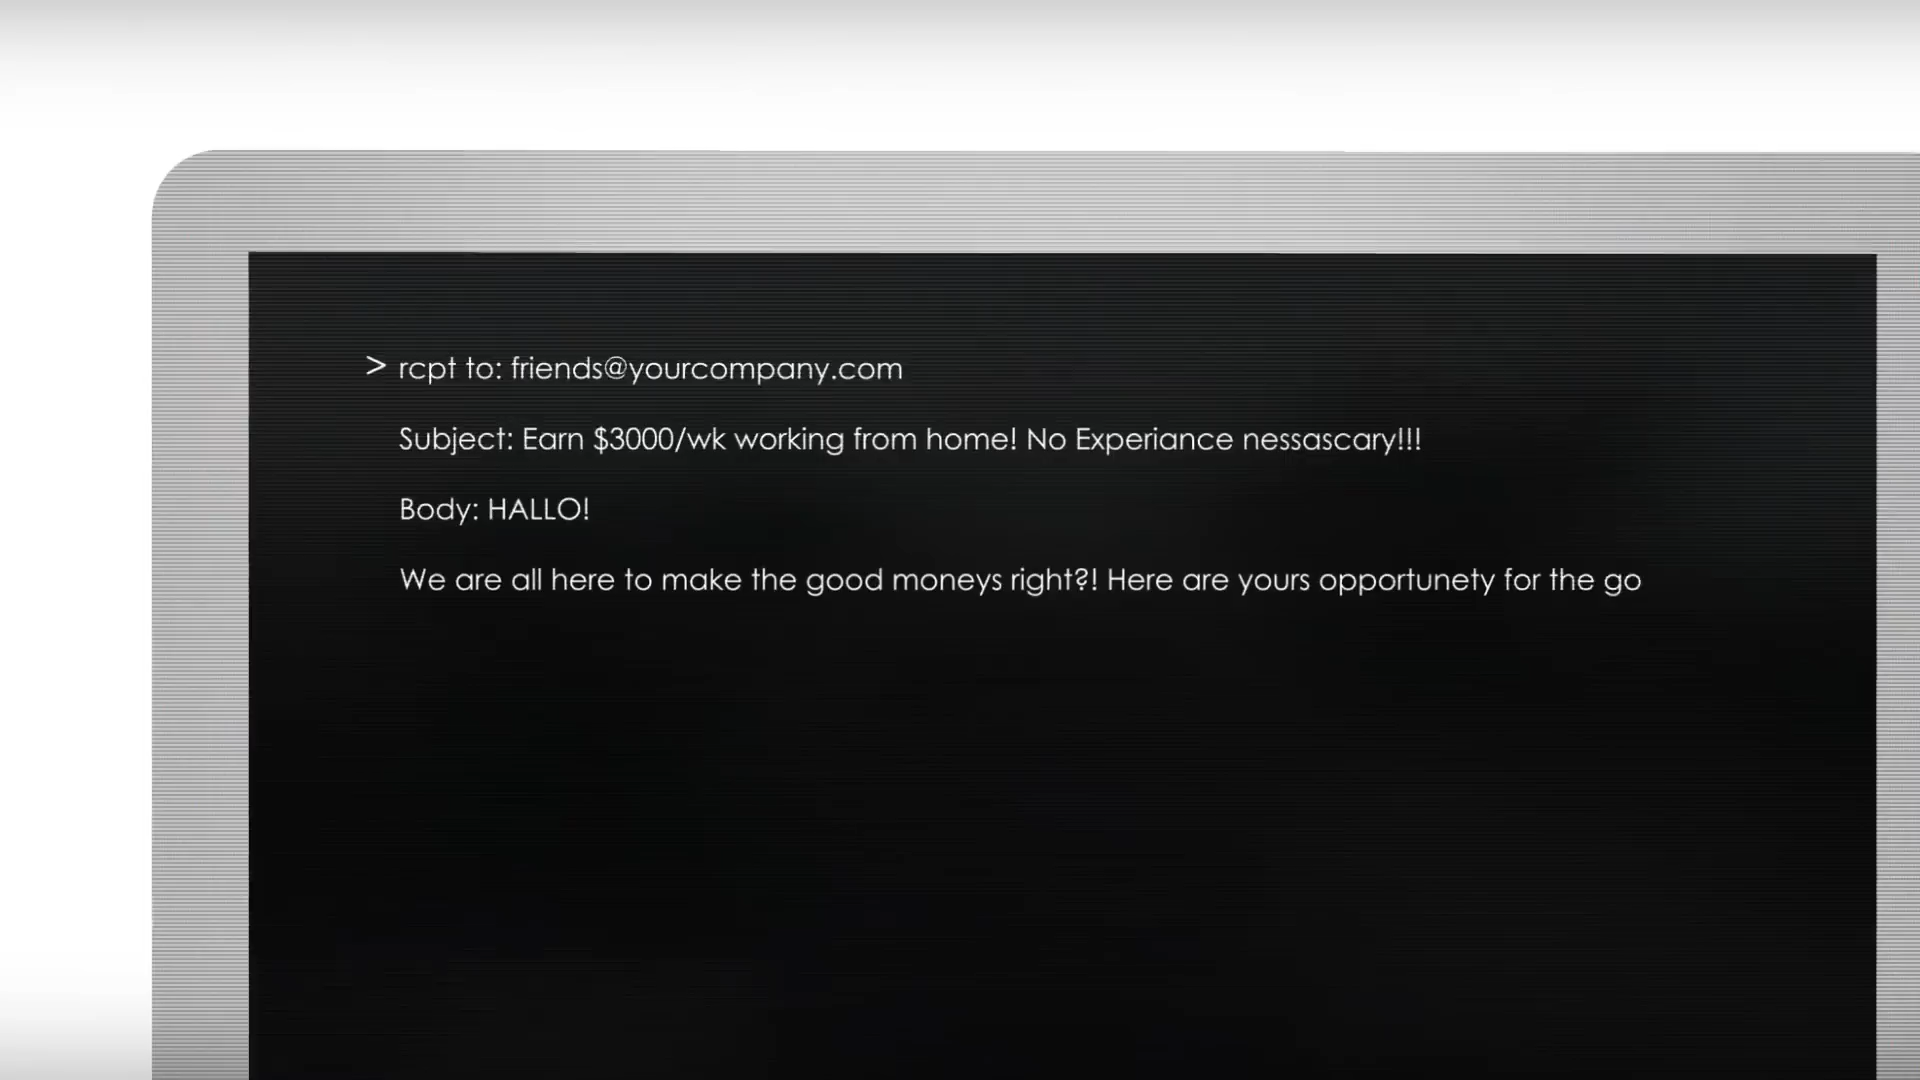 > rcpt to: friends@yourcompany.com
Subject: Earn $3000/wk working from home! No Experiance nessascary!!!
Body: HALLO!
We are all here to make the good moneys right?! Here are yours opportunety for the go